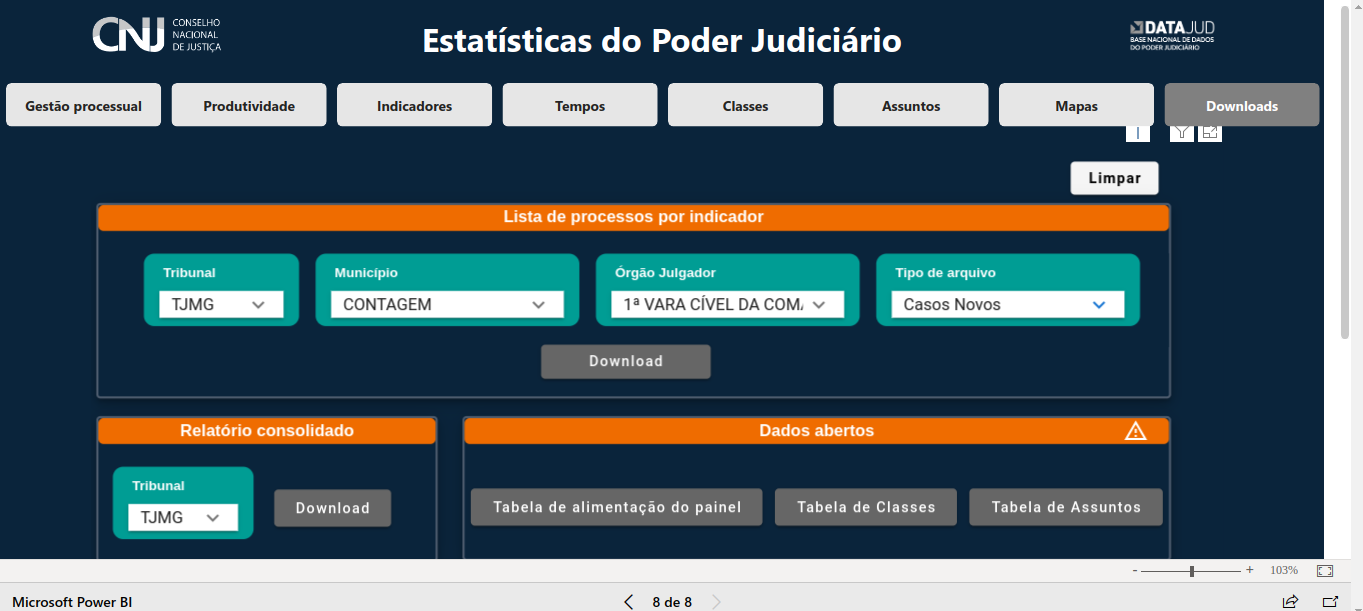 CNJ
CONSELHO
NACIONAL
DE JUSTIÇA
Estatísticas do Poder Judiciário
DATAJUD
BASE NACIONAL DE DADOS
DO PODER JUDICIÁRIO
Gestão processual Produtividade Indicadores Tempos Classes Assuntos Mapas Downloads
Limpar
Lista de processos por indicador
Tribunal Município Órgão Julgador Tipo de arquivo
TJMG CONTAGEM 1ª VARA CÍVEL DA COM Casos Novos
Download
Relatório consolidado Dados abertos
Tribunal
TJMG Download Tabela de alimentação do painel Tabela de Classes Tabela de Assuntos
- + 103%
Microsoft Power BI 8 de 8